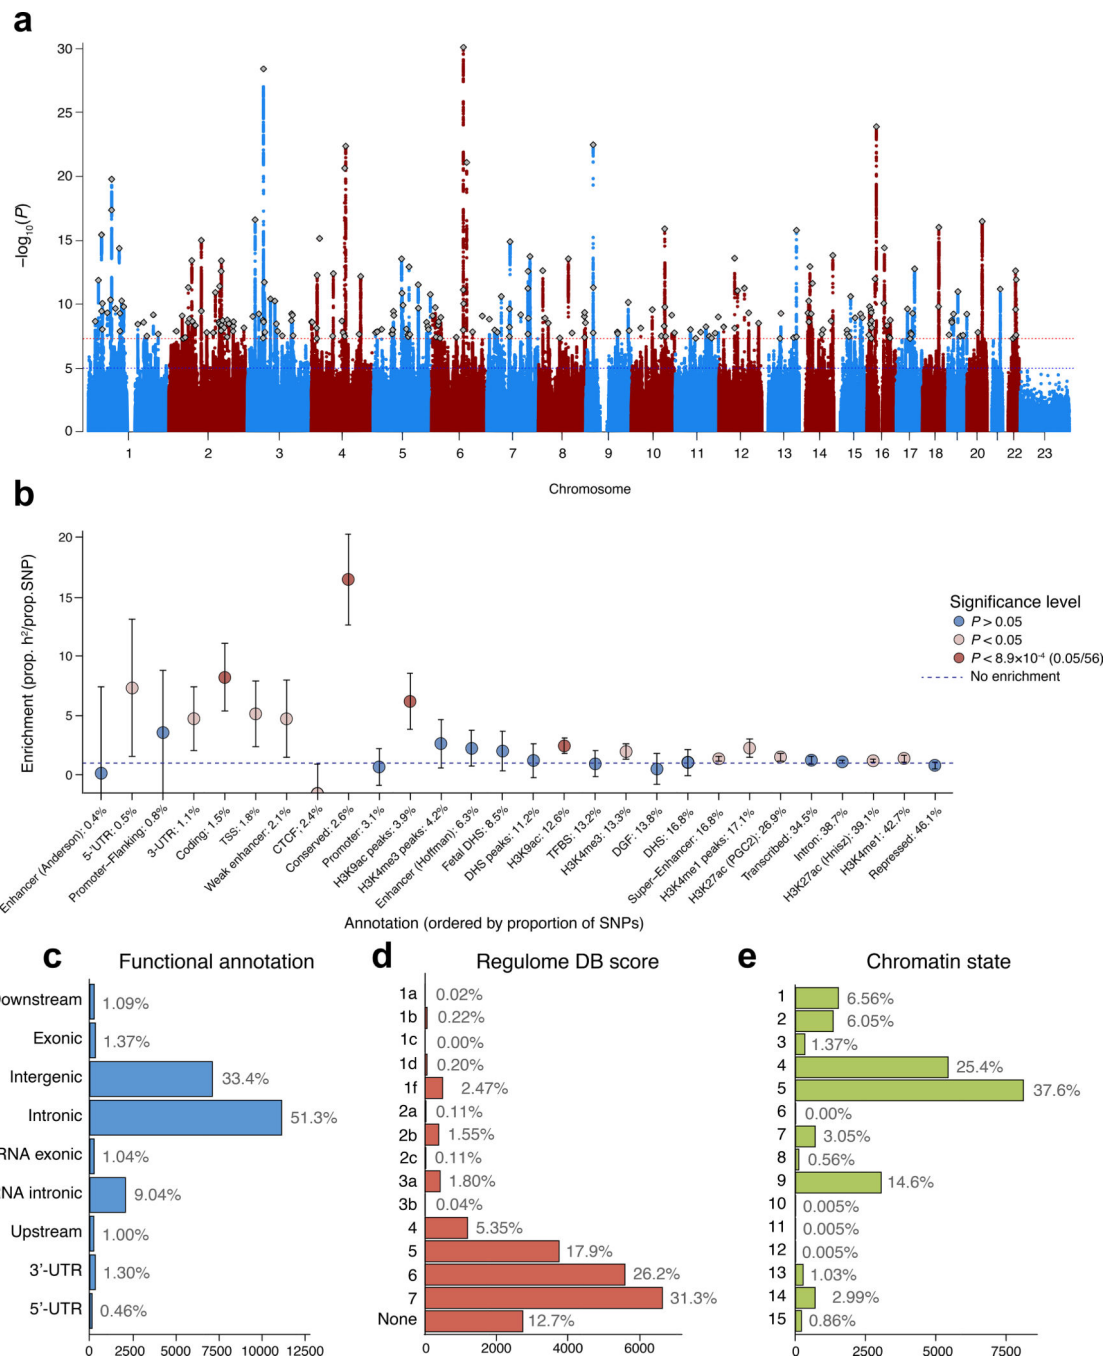 a
30
25
20
15
10
5
0
−log₁₀(P)
1 2 3 4 5 6 7 8 9 10 11 12 13 14 15 16 17 18 20 22 23
Chromosome
b
20
15
10
5
0
Enrichment (prop. h²/prop.SNP)
Significance level
P > 0.05
P < 0.05
P < 8.9×10⁻⁴ (0.05/56)
No enrichment
Enhancer (Anderson): 0.4%
5-UTR: 0.5%
Promoter−Flanking: 0.8%
3-UTR: 1.1%
Coding: 1.5%
TSS: 1.8%
Weak enhancer: 2.1%
CTCF: 2.4%
Conserved: 2.6%
Promoter: 3.1%
H3K9ac peaks: 3.9%
H3K4me3 peaks: 4.2%
Enhancer (Hoffman): 6.3%
Fetal DHS: 8.5%
DHS peaks: 11.2%
H3K9ac: 12.6%
TFBS: 13.2%
H3K4me3: 13.3%
DGF: 13.8%
DHS: 16.8%
Super−Enhancer: 16.8%
H3K4me1 peaks: 17.1%
H3K27ac (PGC2): 26.9%
Transcribed: 34.5%
Intron: 38.7%
H3K27ac (Hnisz): 39.1%
H3K4me1: 42.7%
Repressed: 46.1%
Annotation (ordered by proportion of SNPs)
c
Functional annotation
ownstream 1.09%
Exonic 1.37%
Intergenic 33.4%
Intronic 51.3%
RNA exonic 1.04%
NA intronic 9.04%
Upstream 1.00%
3'-UTR 1.30%
5'-UTR 0.46%
0 2500 5000 7500 10000 12500
d
Regulome DB score
1a 0.02%
1b 0.22%
1c 0.00%
1d 0.20%
1f 2.47%
2a 0.11%
2b 1.55%
2c 0.11%
3a 1.80%
3b 0.04%
4 5.35%
5 17.9%
6 26.2%
7 31.3%
None 12.7%
0 2000 4000 6000
e
Chromatin state
1 6.56%
2 6.05%
3 1.37%
4 25.4%
5 37.6%
6 0.00%
7 3.05%
8 0.56%
9 14.6%
10 0.005%
11 0.005%
12 0.005%
13 1.03%
14 2.99%
15 0.86%
0 2500 5000 7500